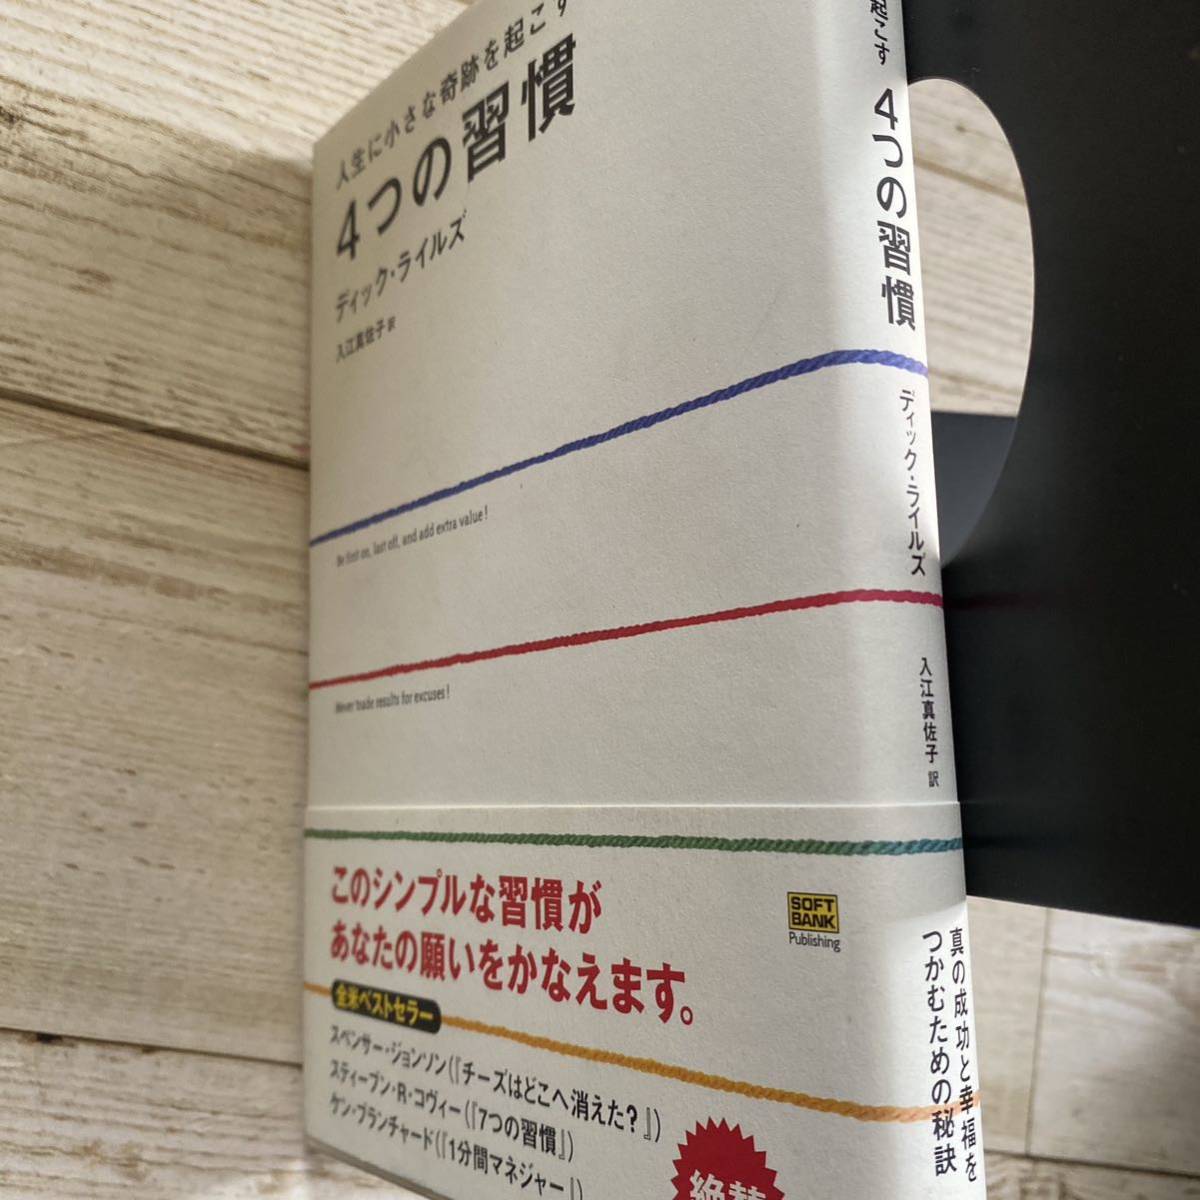 人生に小さな奇跡を起こす
4つの習慣
ディック・ライルズ
入江真佐子 訳
Be first on, last off, and add extra value!
Never trade results for excuses!
このシンプルな習慣が
あなたの願いをかなえます。
全米ベストセラー
スペンサー・ジョンソン(『チーズはどこへ消えた?』)
スティーブン・R・コヴィー(『7つの習慣』)
ケン・ブランチャード(『1分間マネジャー』)
絶賛
SOFT
BANK
Publishing
起こす 4つの習慣
ディック・ライルズ
入江真佐子 訳
真の成功と幸福を
つかむための秘訣